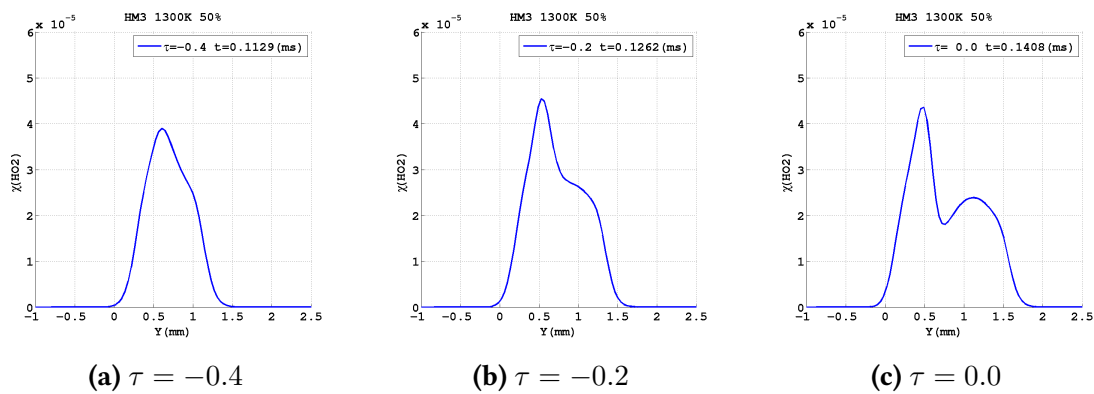 HM3 1300K 50%
x 10⁻⁵
6
5
4
3
2
1
0
χ(HO2)
τ=−0.4 t=0.1129(ms)
−1 −0.5 0 0.5 1 1.5 2 2.5
Y(mm)
(a) τ = −0.4
HM3 1300K 50%
x 10⁻⁵
6
5
4
3
2
1
0
χ(HO2)
τ=−0.2 t=0.1262(ms)
−1 −0.5 0 0.5 1 1.5 2 2.5
Y(mm)
(b) τ = −0.2
HM3 1300K 50%
x 10⁻⁵
6
5
4
3
2
1
0
χ(HO2)
τ= 0.0 t=0.1408(ms)
−1 −0.5 0 0.5 1 1.5 2 2.5
Y(mm)
(c) τ = 0.0